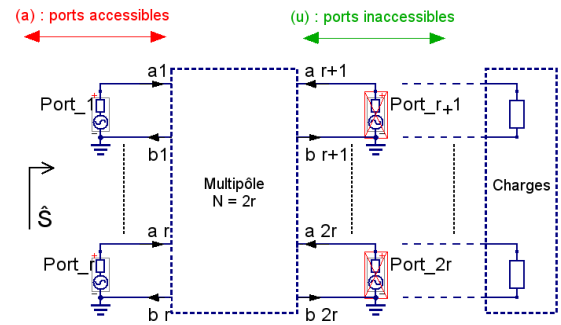 (a) : ports accessibles
(u) : ports inaccessibles
a1
a r+1
Port_1
Port_r+1
b1
b r+1
Multipôle
N = 2r
Charges
Ŝ
a r
a 2r
Port_r
Port_2r
b r
b 2r